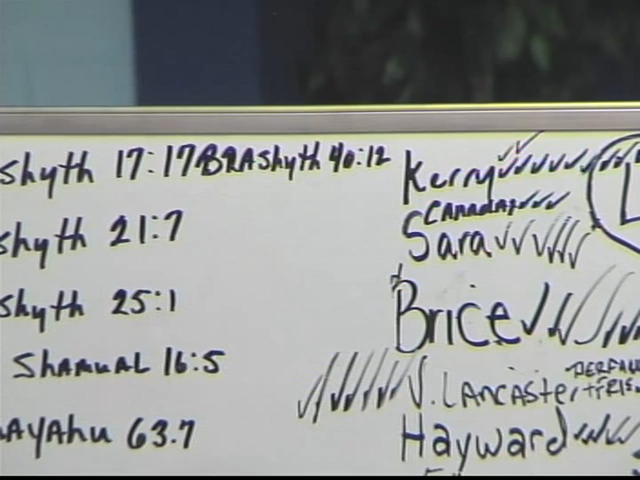 shyth 17:17 BRAshyth 40:12
shyth 21:7
shyth 25:1
SHAMUAL 16:5
AYAHU 63.7
Kerry
CANADA
Sara
Brice
V. LANCASTER
Hayward